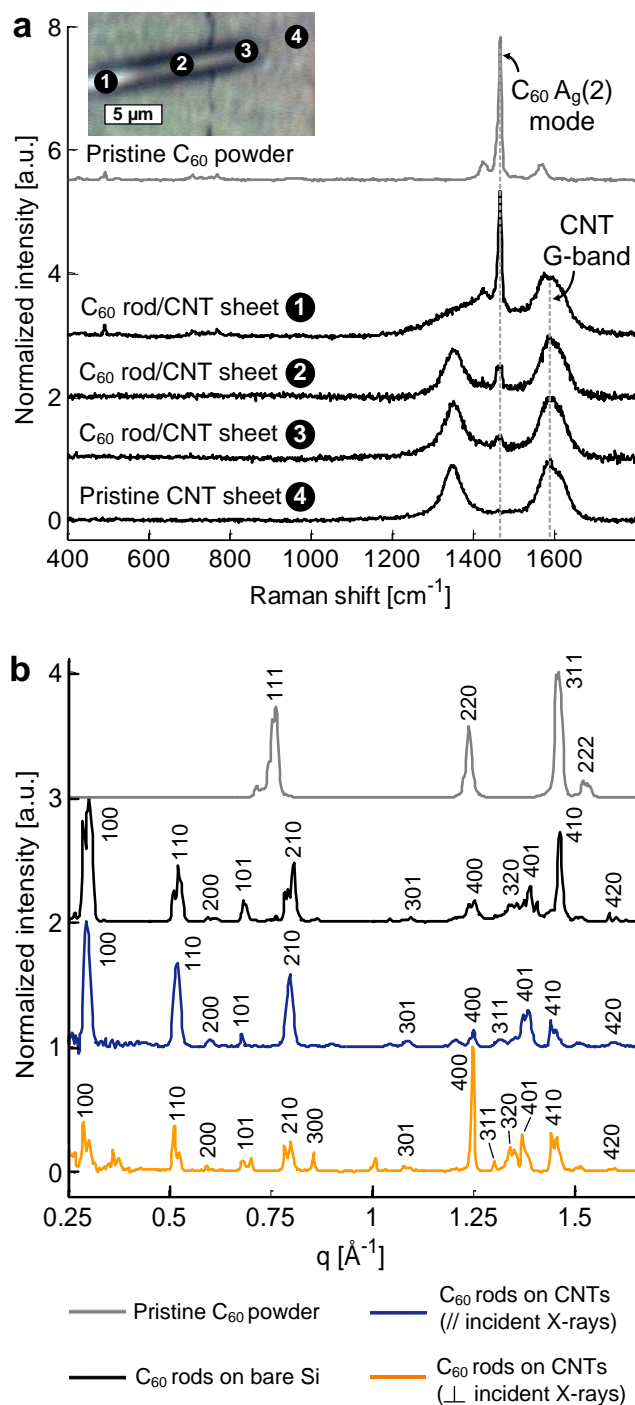 a
1
2
3
4
5 µm
C60 Ag(2)
mode
Pristine C60 powder
CNT
G-band
C60 rod/CNT sheet 1
C60 rod/CNT sheet 2
C60 rod/CNT sheet 3
Pristine CNT sheet 4
Normalized intensity [a.u.]
8
6
4
2
0
400 600 800 1000 1200 1400 1600
Raman shift [cm-1]
b
Normalized intensity [a.u.]
4
3
2
1
0
111 220 311 222
100 110 200 101 210 301 400 320 401 410 420
100 110 200 101 210 301 400 311 401 410 420
100 110 200 101 210 300 301 400 311 320 401 410 420
0.25 0.5 0.75 1 1.25 1.5
q [Å-1]
Pristine C60 powder
C60 rods on bare Si
C60 rods on CNTs
(// incident X-rays)
C60 rods on CNTs
(⊥ incident X-rays)